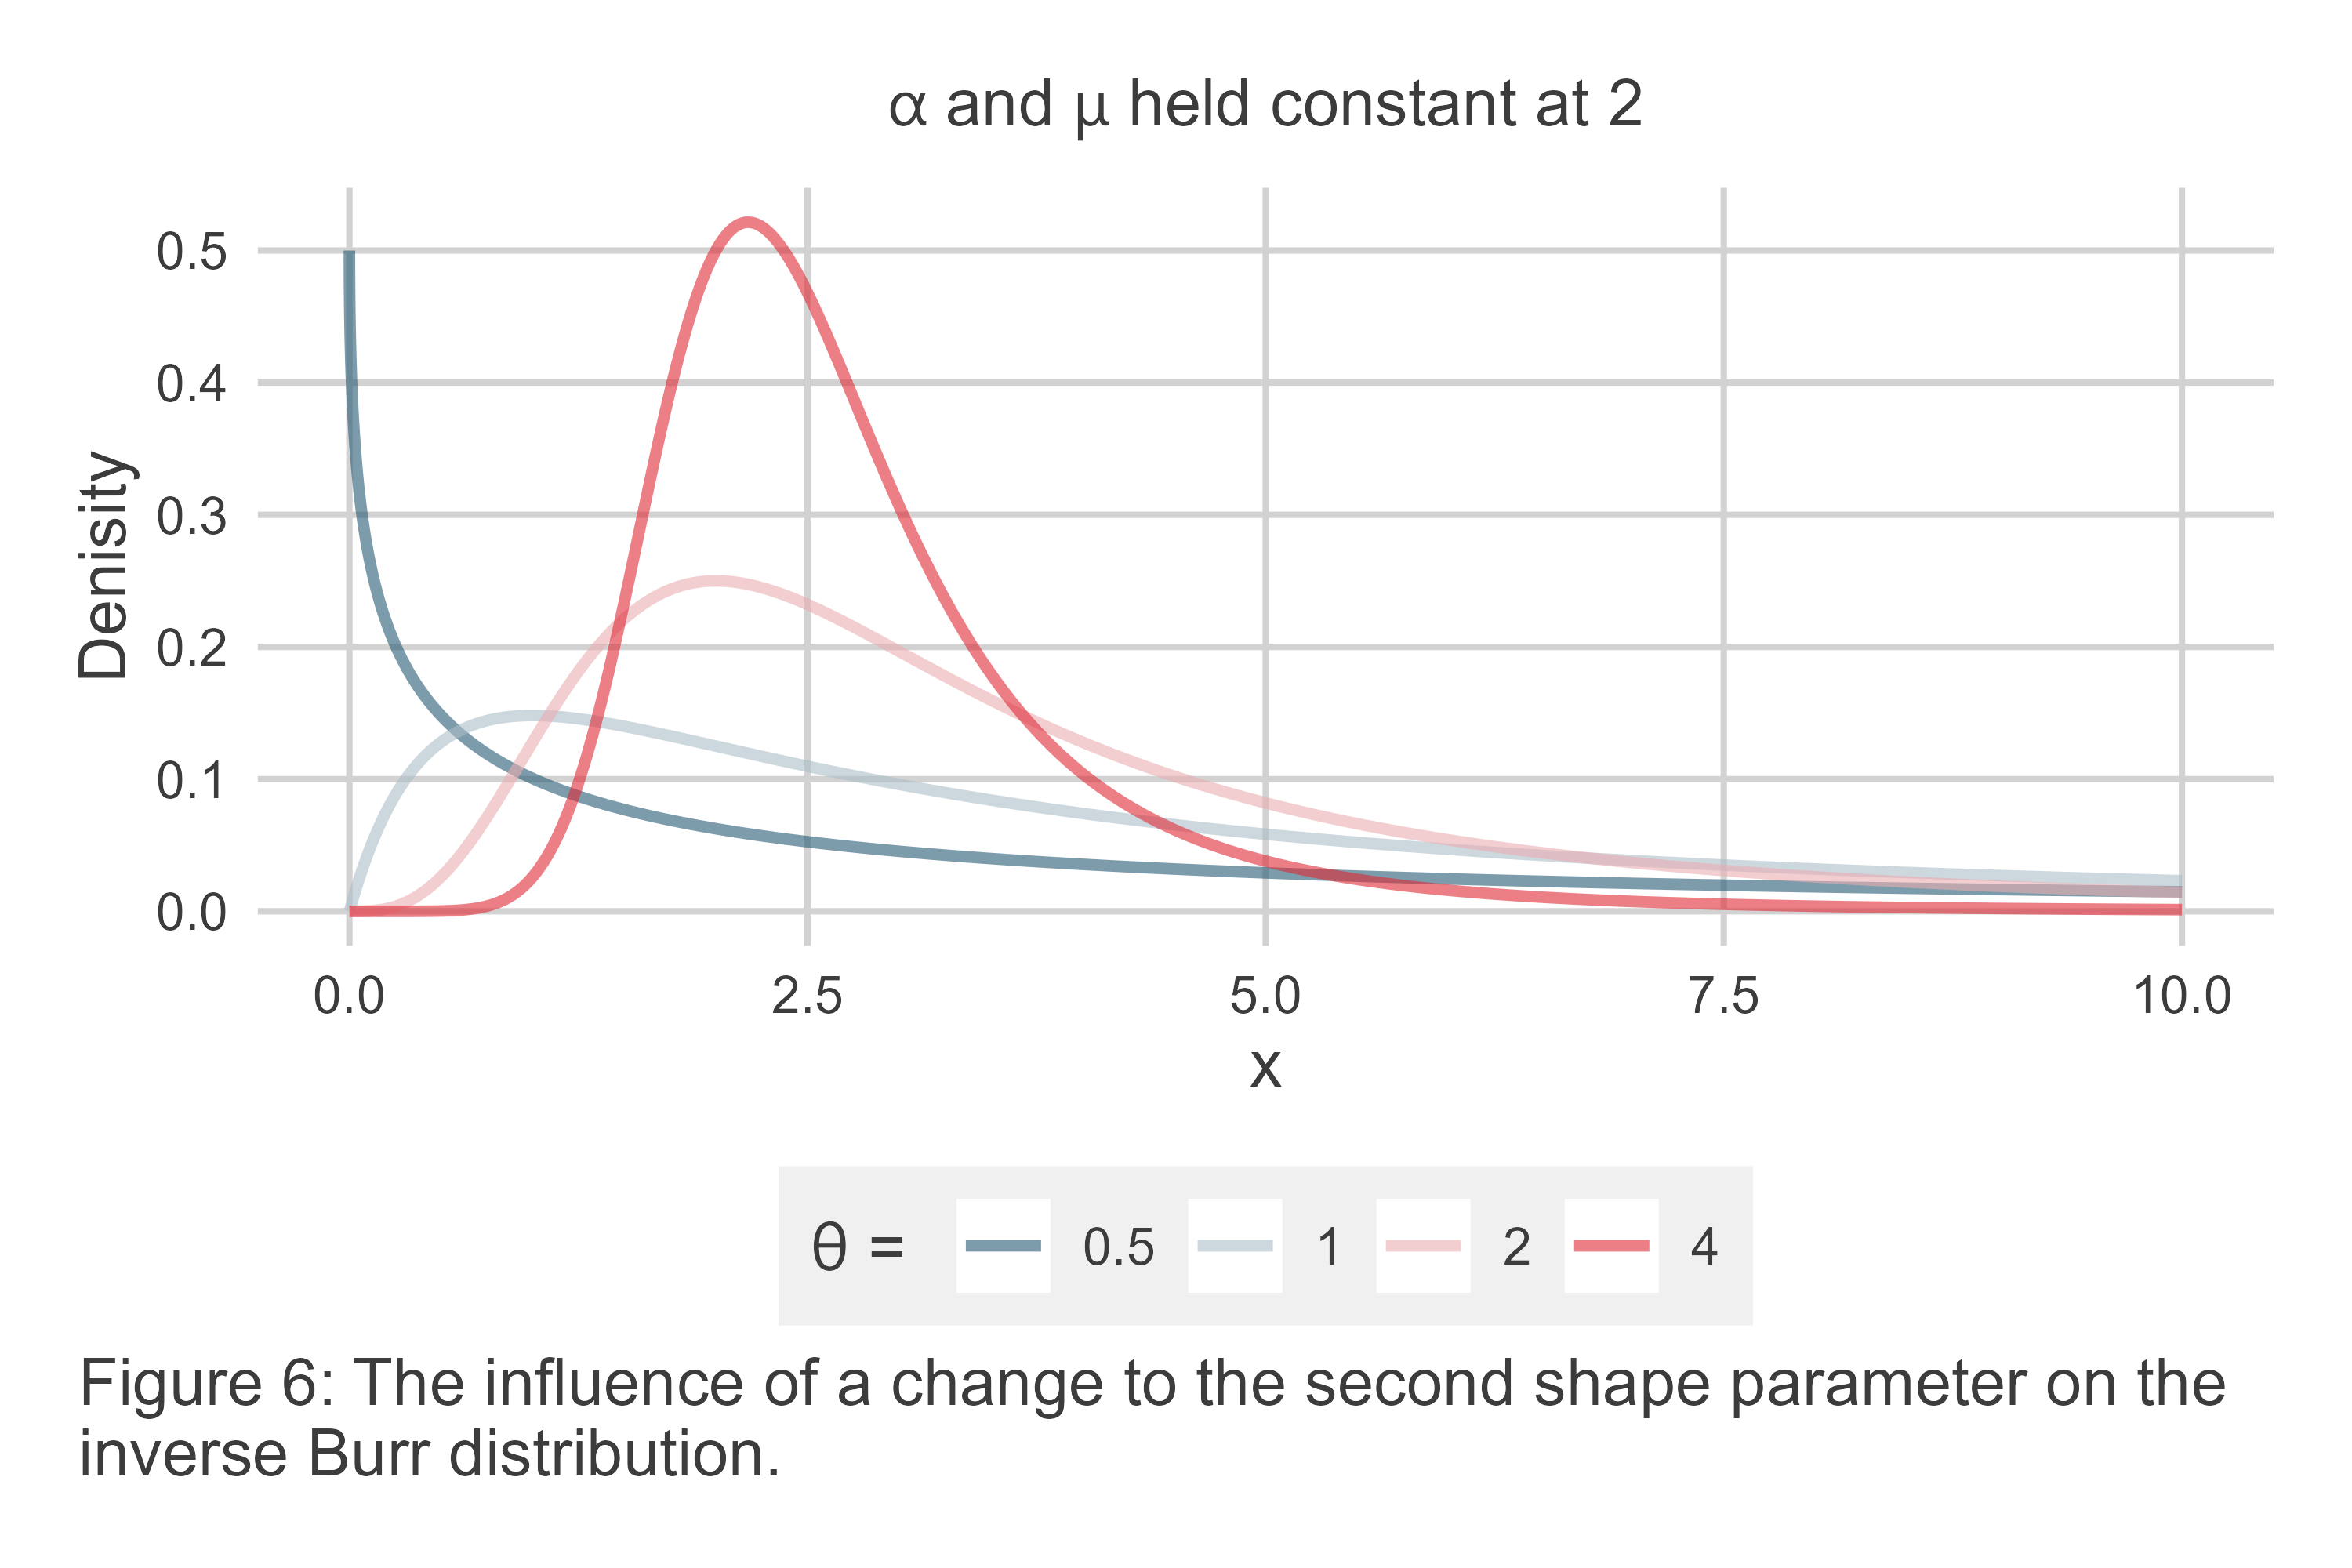 α and μ held constant at 2
Denisity
0.5
0.4
0.3
0.2
0.1
0.0
0.0 2.5 5.0 7.5 10.0
x
θ = 0.5 1 2 4
Figure 6: The influence of a change to the second shape parameter on the
inverse Burr distribution.